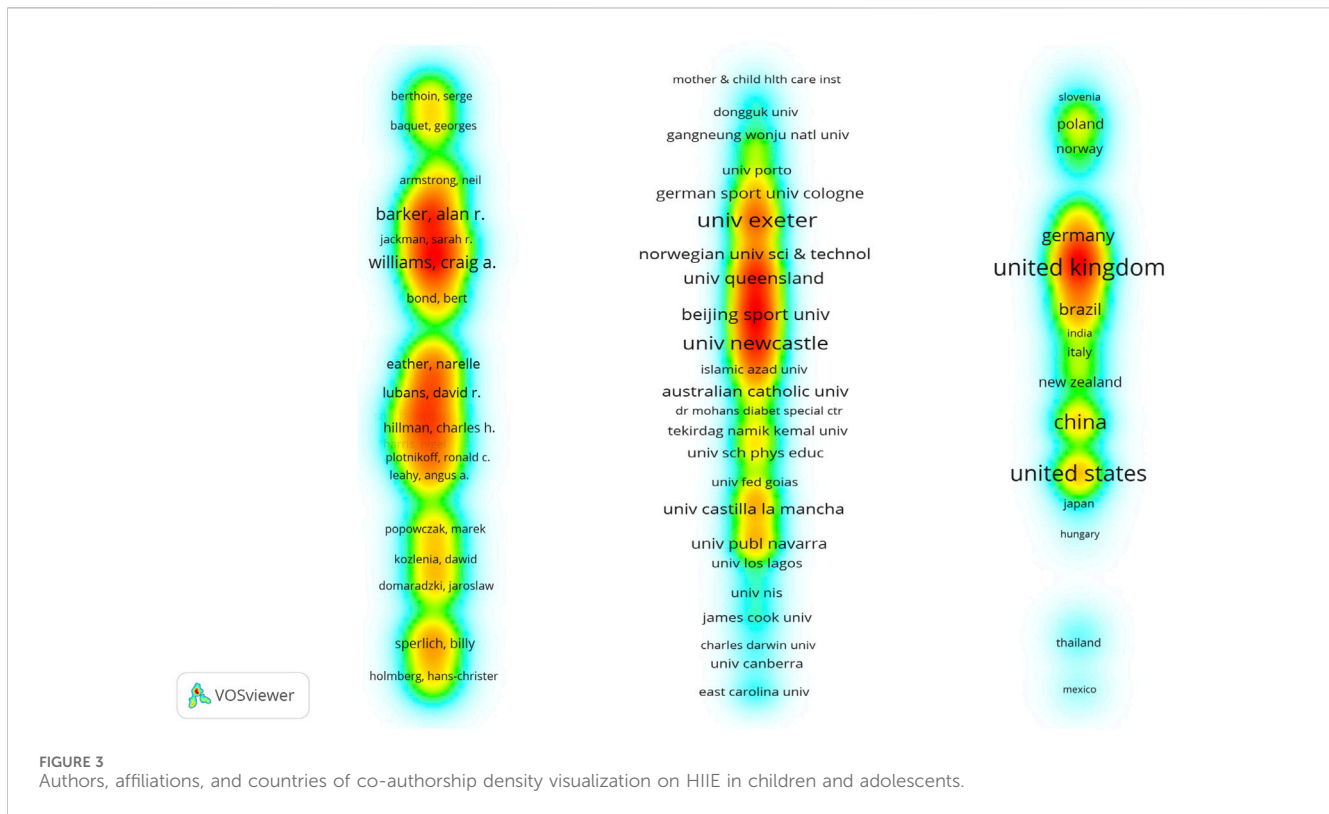 berthoin, serge
baquet, georges
armstrong, neil
barker, alan r.
jackman, sarah r.
williams, craig a.
bond, bert
eather, narelle
lubans, david r.
hillman, charles h.
plotnikoff, ronald c.
leahy, angus a.
popowczak, marek
kozlenia, dawid
domaradzki, jaroslaw
sperlich, billy
holmberg, hans-christer
mother & child hlth care inst
dongguk univ
gangneung wonju natl univ
univ porto
german sport univ cologne
univ exeter
norwegian univ sci & technol
univ queensland
beijing sport univ
univ newcastle
islamic azad univ
australian catholic univ
dr mohans diabet special ctr
tekirdag namik kemal univ
univ sch phys educ
univ fed goias
univ castilla la mancha
univ publ navarra
univ los lagos
univ nis
james cook univ
charles darwin univ
univ canberra
east carolina univ
slovenia
poland
norway
germany
united kingdom
brazil
india
italy
new zealand
china
united states
japan
hungary
thailand
mexico
VOSviewer
FIGURE 3
Authors, affiliations, and countries of co-authorship density visualization on HIIE in children and adolescents.